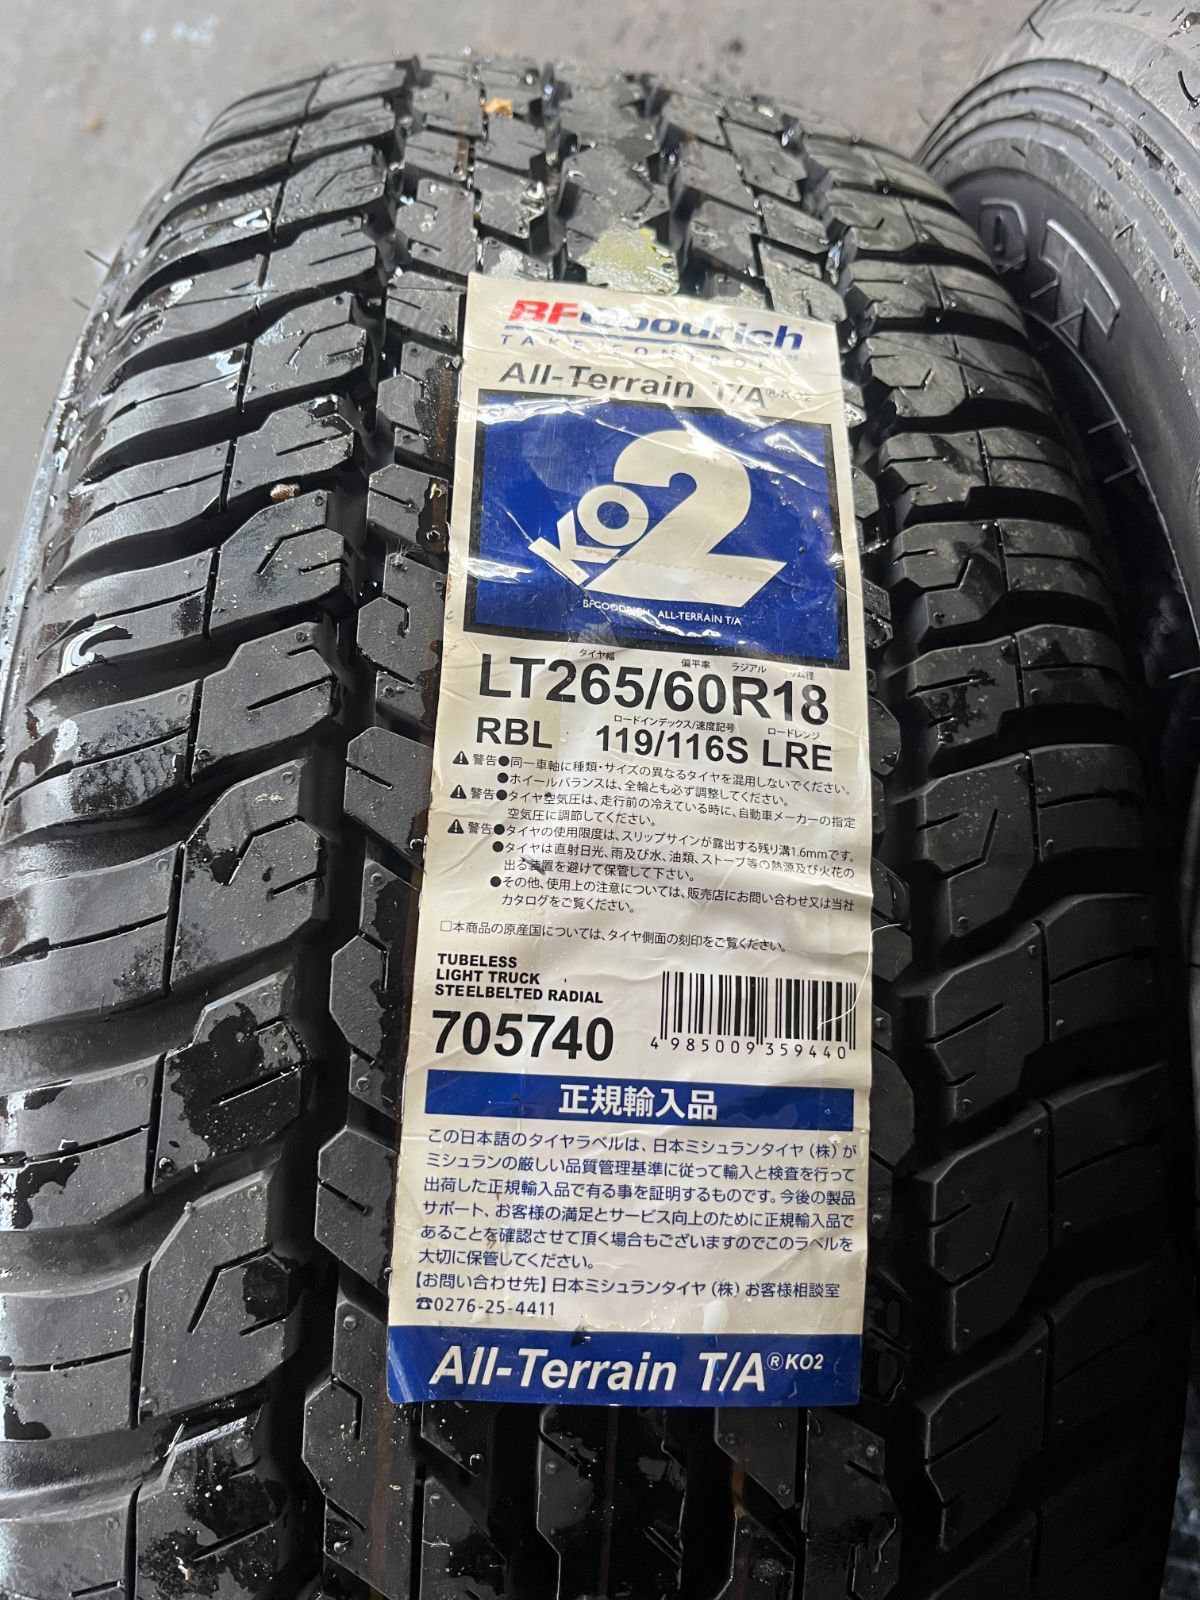 BFGoodrich
TAKE CONTROL
All-Terrain T/A® KO2
KO2
BFGOODRICH ALL-TERRAIN T/A
タイヤ幅 偏平率 ラジアル リム径
LT265/60R18
ロードインデックス/速度記号 ロードレンジ
RBL 119/116S LRE
警告●同一車軸に種類・サイズの異なるタイヤを混用しないでください。
●ホイールバランスは、全輪とも必ず調整してください。
警告●タイヤ空気圧は、走行前の冷えている時に、自動車メーカーの指定
空気圧に調節してください。
警告●タイヤの使用限度は、スリップサインが露出する残り溝1.6mmです。
●タイヤは直射日光、雨及び水、油類、ストーブ等の熱源及び火花の
出る装置を避けて保管して下さい。
●その他、使用上の注意については、販売店にお問い合わせ又は当社
カタログをご覧ください。
□本商品の原産国については、タイヤ側面の刻印をご覧ください。
TUBELESS
LIGHT TRUCK
STEELBELTED RADIAL
705740
4 985009 359440
正規輸入品
この日本語のタイヤラベルは、日本ミシュランタイヤ(株)が
ミシュランの厳しい品質管理基準に従って輸入と検査を行って
出荷した正規輸入品で有る事を証明するものです。今後の製品
サポート、お客様の満足とサービス向上のために正規輸入品で
あることを確認させて頂く場合もございますのでこのラベルを
大切に保管してください。
【お問い合わせ先】日本ミシュランタイヤ(株)お客様相談室
☎0276-25-4411
All-Terrain T/A® KO2